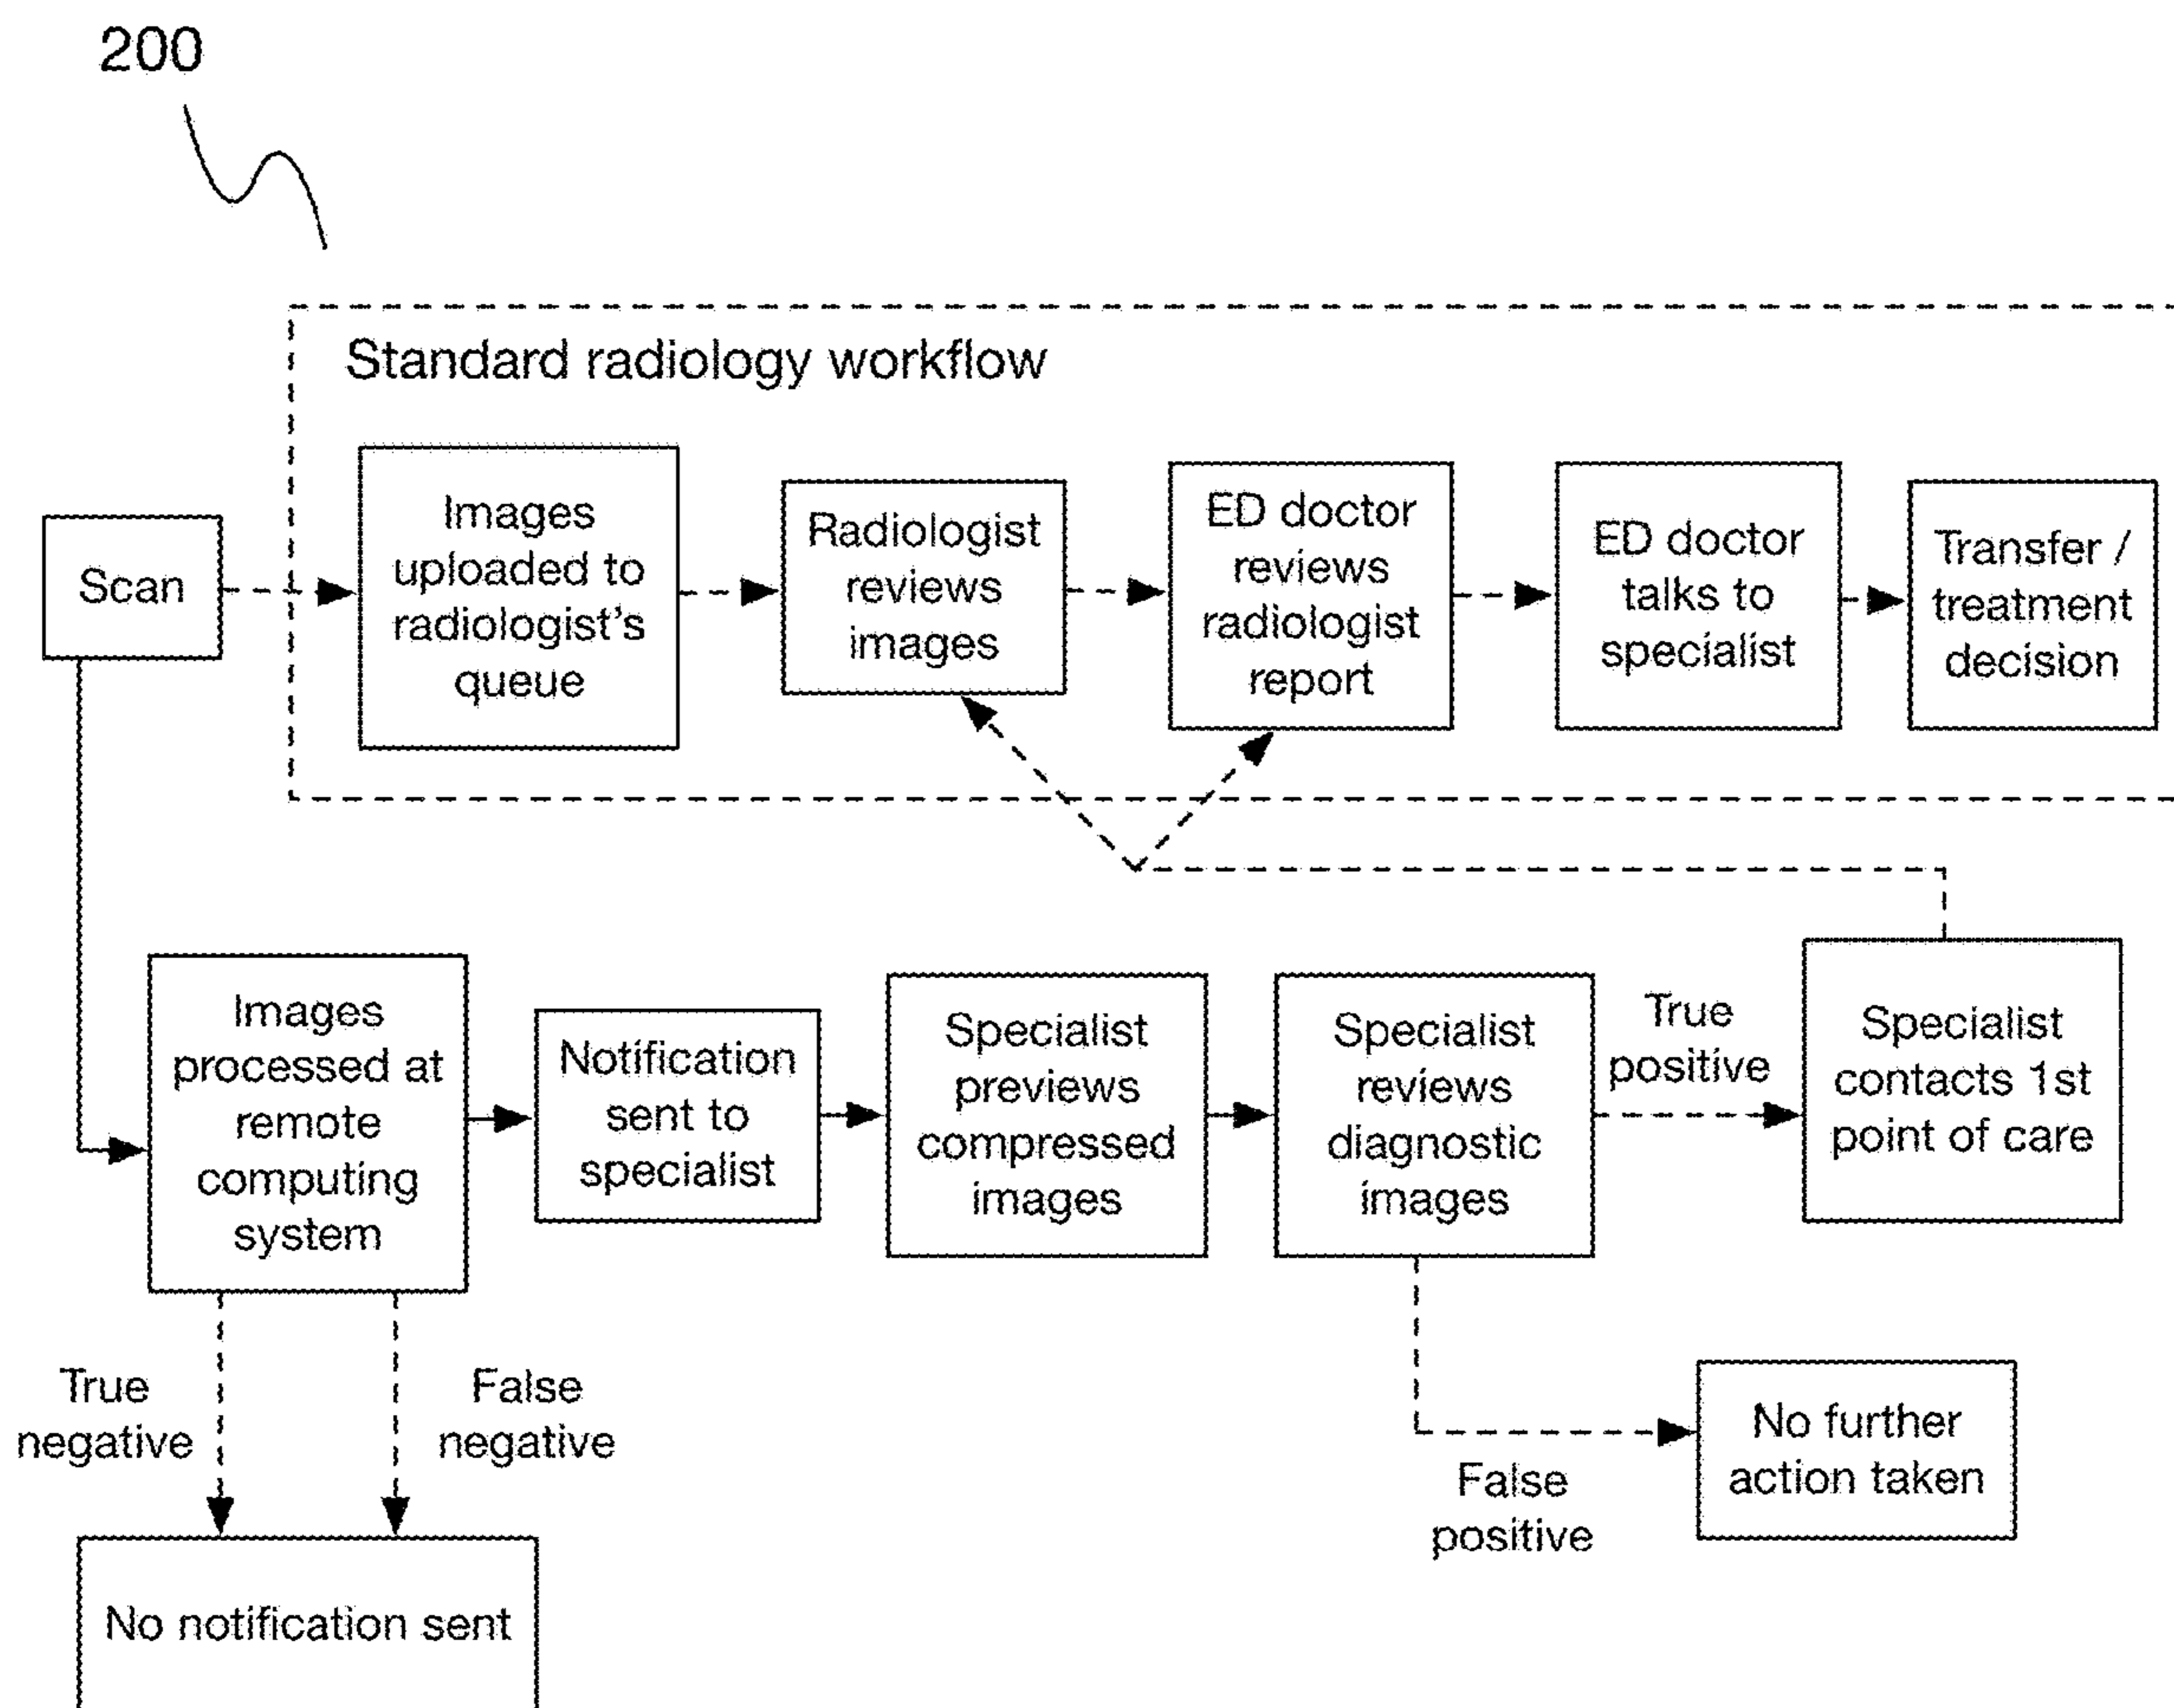 200
Standard radiology workflow
Scan
Images
uploaded to
radiologist's
queue
Radiologist
reviews
images
ED doctor
reviews
radiologist
report
ED doctor
talks to
specialist
Transfer /
treatment
decision
Images
processed at
remote
computing
system
Notification
sent to
specialist
Specialist
previews
compressed
images
Specialist
reviews
diagnostic
images
True
positive
Specialist
contacts 1st
point of care
True
negative
False
negative
False
positive
No further
action taken
No notification sent